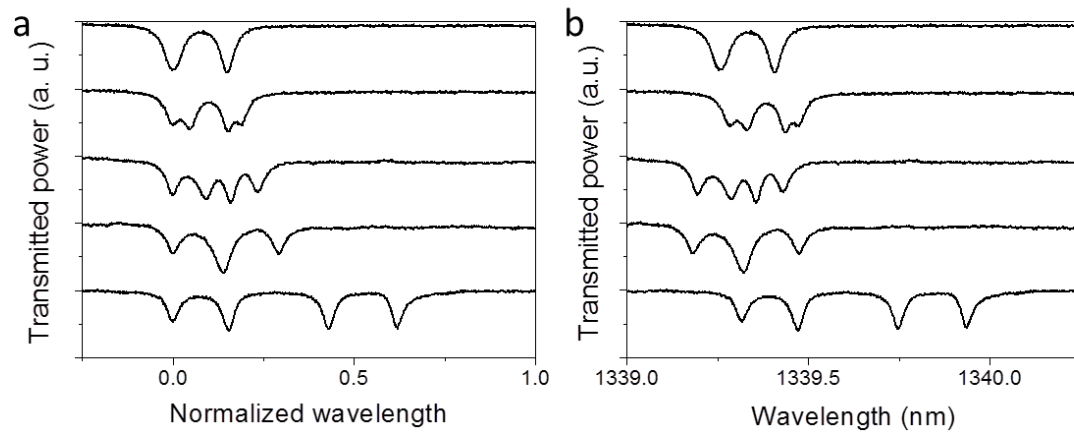 a
Transmitted power (a. u.)
0.0 0.5 1.0
Normalized wavelength
b
Transmitted power (a.u.)
1339.0 1339.5 1340.0
Wavelength (nm)